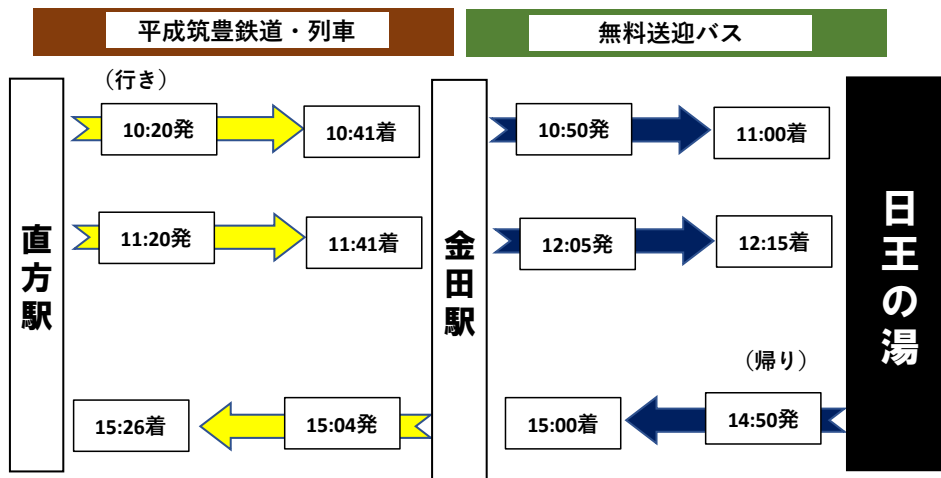 平成筑豊鉄道・列車
無料送迎バス
（行き）
10:20発
10:41着
10:50発
11:00着
11:20発
11:41着
12:05発
12:15着
直方駅
金田駅
日王の湯
（帰り）
15:26着
15:04発
15:00着
14:50発